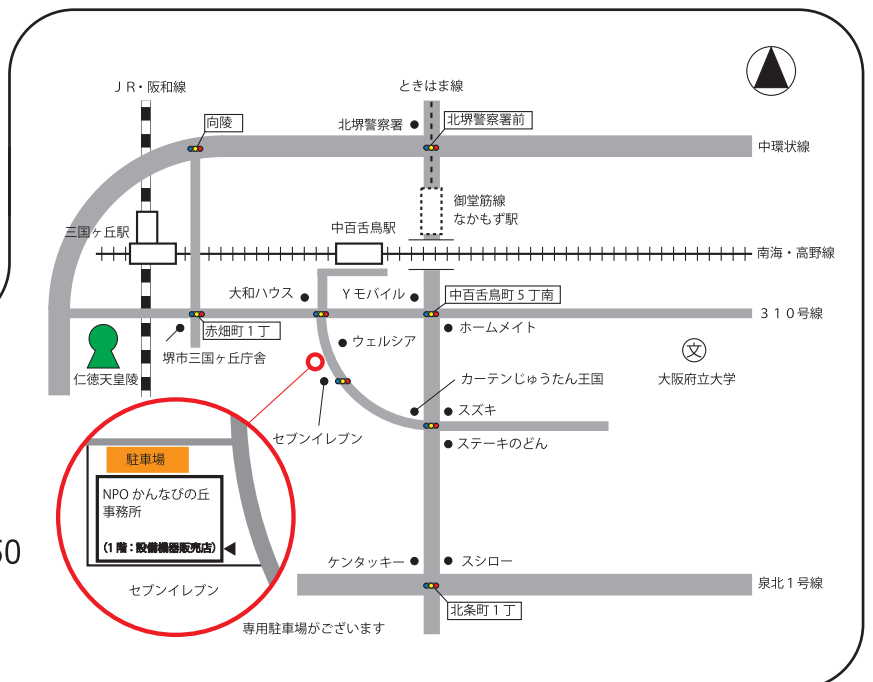 ＪＲ・阪和線
ときはま線
向陵
北堺警察署
北堺警察署前
中環状線
御堂筋線
なかもず駅
三国ヶ丘駅
中百舌鳥駅
南海・高野線
大和ハウス
Ｙモバイル
中百舌鳥町５丁南
３１０号線
赤畑町１丁
ホームメイト
堺市三国ヶ丘庁舎
ウェルシア
文
仁徳天皇陵
カーテンじゅうたん王国
大阪府立大学
スズキ
セブンイレブン
ステーキのどん
駐車場
NPO かんなびの丘
事務所
(１階：設備機器販売店)
50
セブンイレブン
ケンタッキー
スシロー
泉北１号線
北条町１丁
専用駐車場がございます